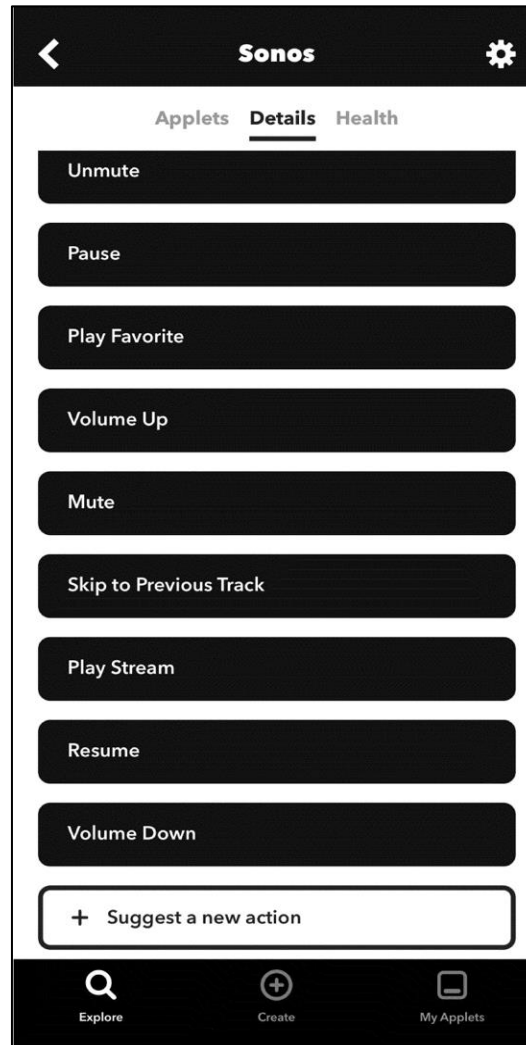 Sonos
Applets Details Health
Unmute
Pause
Play Favorite
Volume Up
Mute
Skip to Previous Track
Play Stream
Resume
Volume Down
+ Suggest a new action
Explore Create My Applets